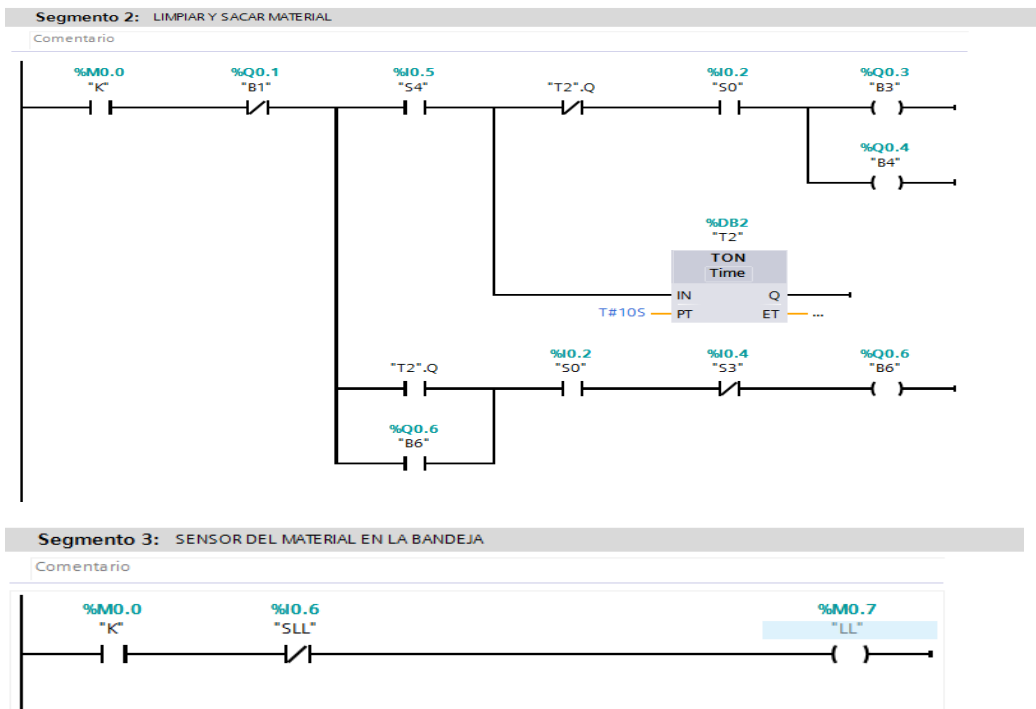 Segmento 2: LIMPIAR Y SACAR MATERIAL
Comentario
%M0.0 %Q0.1 %I0.5 %I0.2 %Q0.3
"K" "B1" "S4" "T2".Q "S0" "B3"
%Q0.4
"B4"
%DB2
"T2"
TON
Time
IN Q
T#10S PT ET ...
%I0.2 %I0.4 %Q0.6
"T2".Q "S0" "S3" "B6"
%Q0.6
"B6"
Segmento 3: SENSOR DEL MATERIAL EN LA BANDEJA
Comentario
%M0.0 %I0.6 %M0.7
"K" "SLL" "LL"